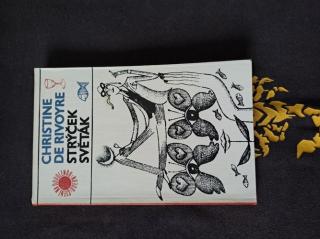 CHRISTINE
DE RIVOYRE
STRÝČEK
SVĚTÁK